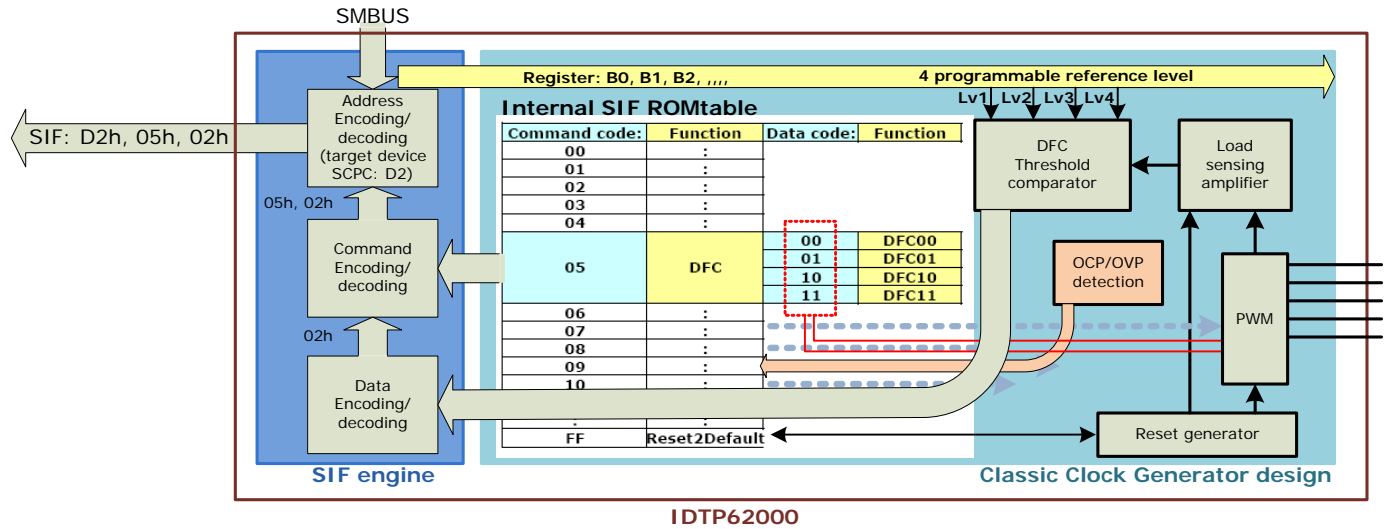 SMBUS
Register: B0, B1, B2, ,,,,
4 programmable reference level
Lv1 Lv2 Lv3 Lv4
SIF: D2h, 05h, 02h
Address
Encoding/
decoding
(target device
SCPC: D2)
05h, 02h
Command
Encoding/
decoding
02h
Data
Encoding/
decoding
SIF engine
Internal SIF ROMtable
Command code: Function Data code: Function
00 :
01 :
02 :
03 :
04 :
05 DFC
00 DFC00
01 DFC01
10 DFC10
11 DFC11
06 :
07 :
08 :
09 :
10 :
: :
FF Reset2Default
DFC
Threshold
comparator
Load
sensing
amplifier
OCP/OVP
detection
PWM
Reset generator
Classic Clock Generator design
IDTP62000